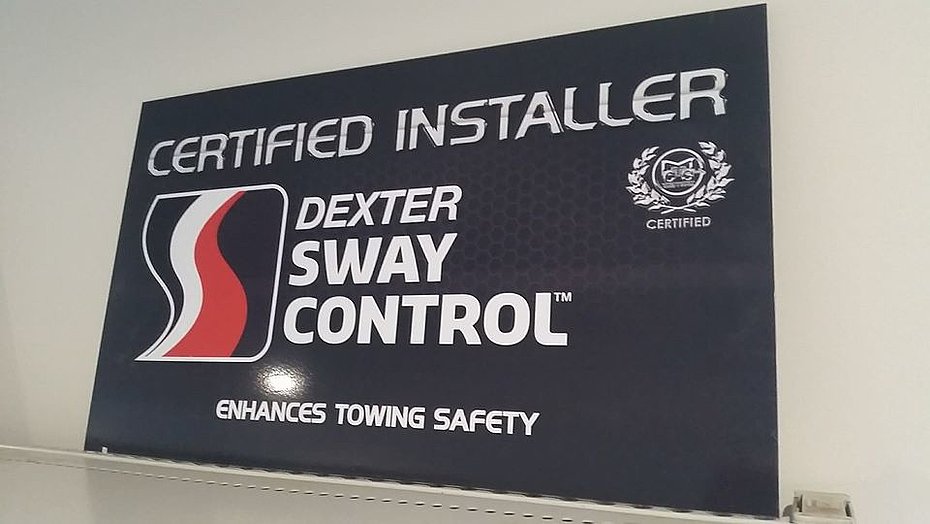 CERTIFIED INSTALLER
DEXTER
SWAY
CONTROL™
CERTIFIED
ENHANCES TOWING SAFETY